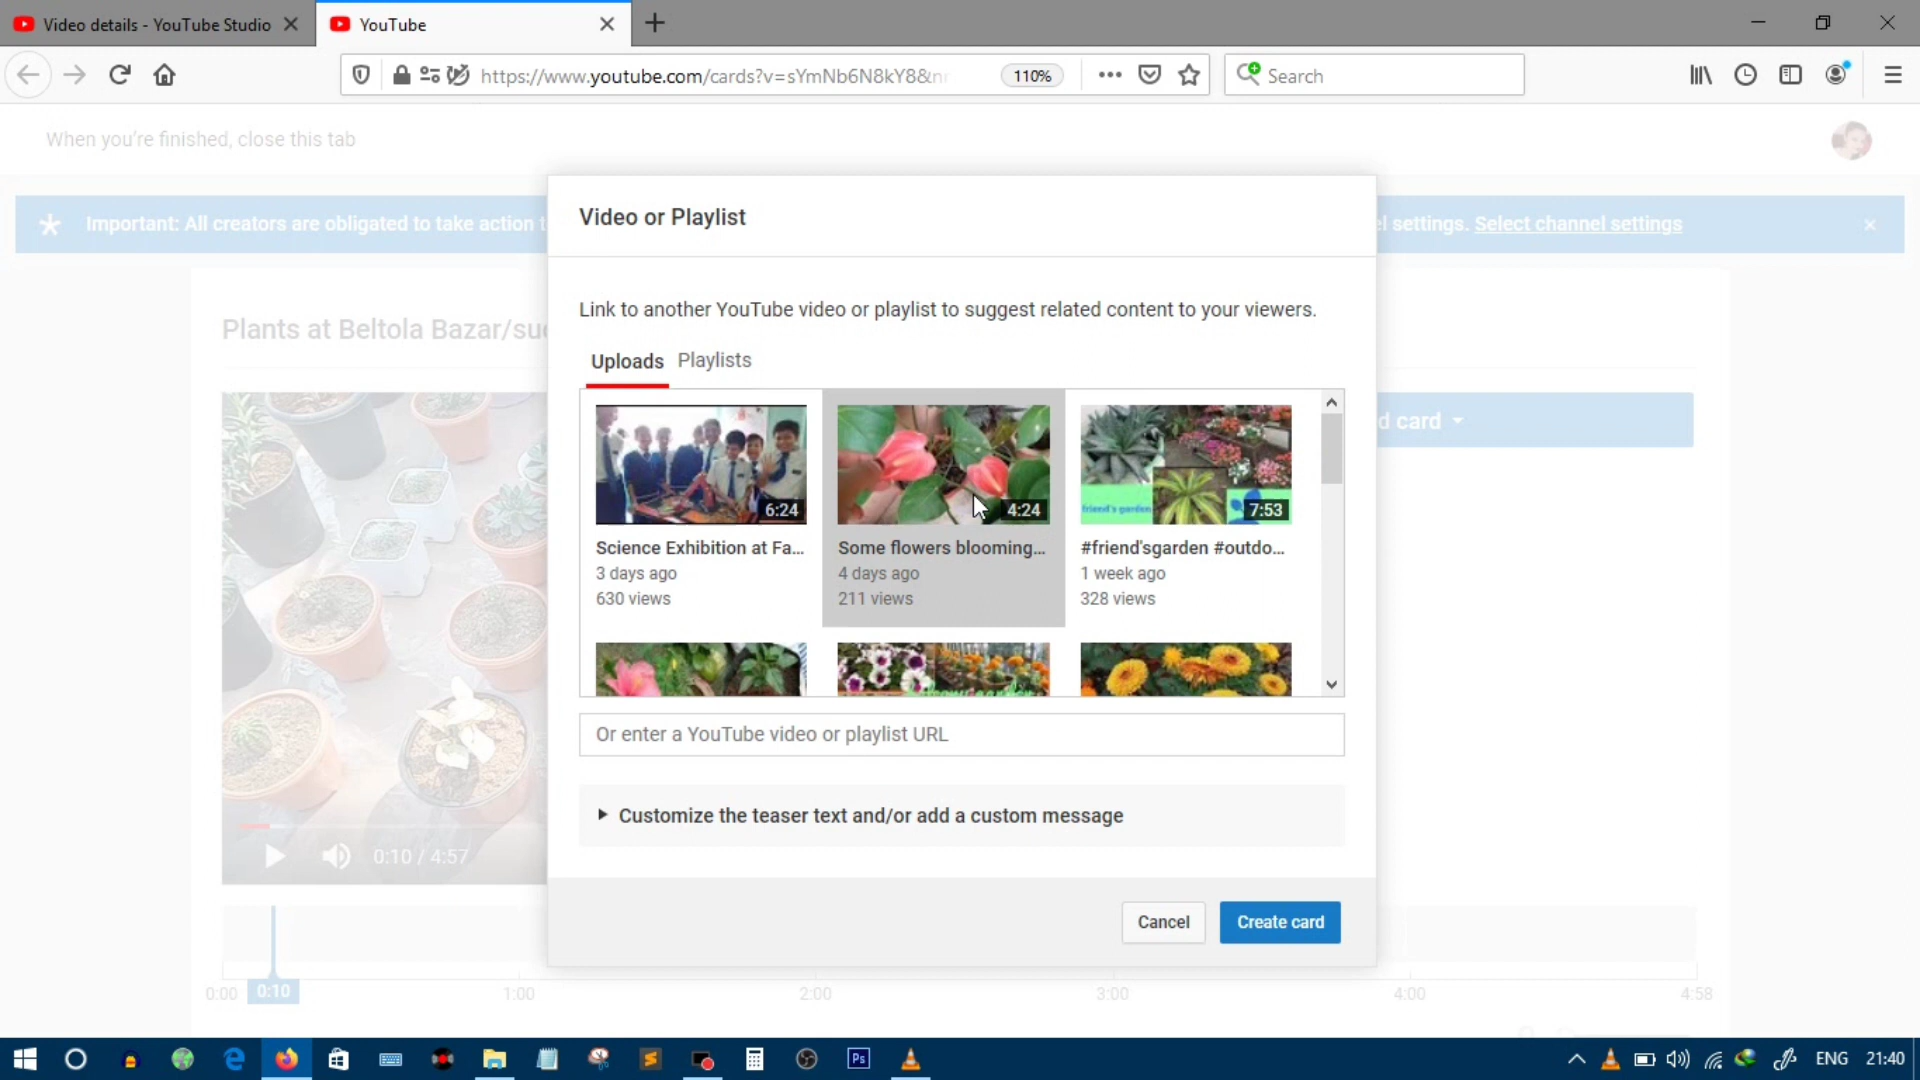 Video details - YouTube Studio
YouTube
https://www.youtube.com/cards?v=sYmNb6N8kY8&
110%
Search
When you're finished, close this tab
Important: All creators are obligated to take action
settings. Select channel settings
Video or Playlist
Plants at Beltola Bazar/
Link to another YouTube video or playlist to suggest related content to your viewers.
Uploads Playlists
card
6:24
4:24
friend's garden
7:53
Science Exhibition at Fa...
3 days ago
630 views
Some flowers blooming...
4 days ago
211 views
#friend'sgarden #outdo...
1 week ago
328 views
Or enter a YouTube video or playlist URL
Customize the teaser text and/or add a custom message
0:10 / 4:57
Cancel
Create card
0:00
0:10
1:00
2:00
3:00
4:00
4:58
Ps
ENG
21:40